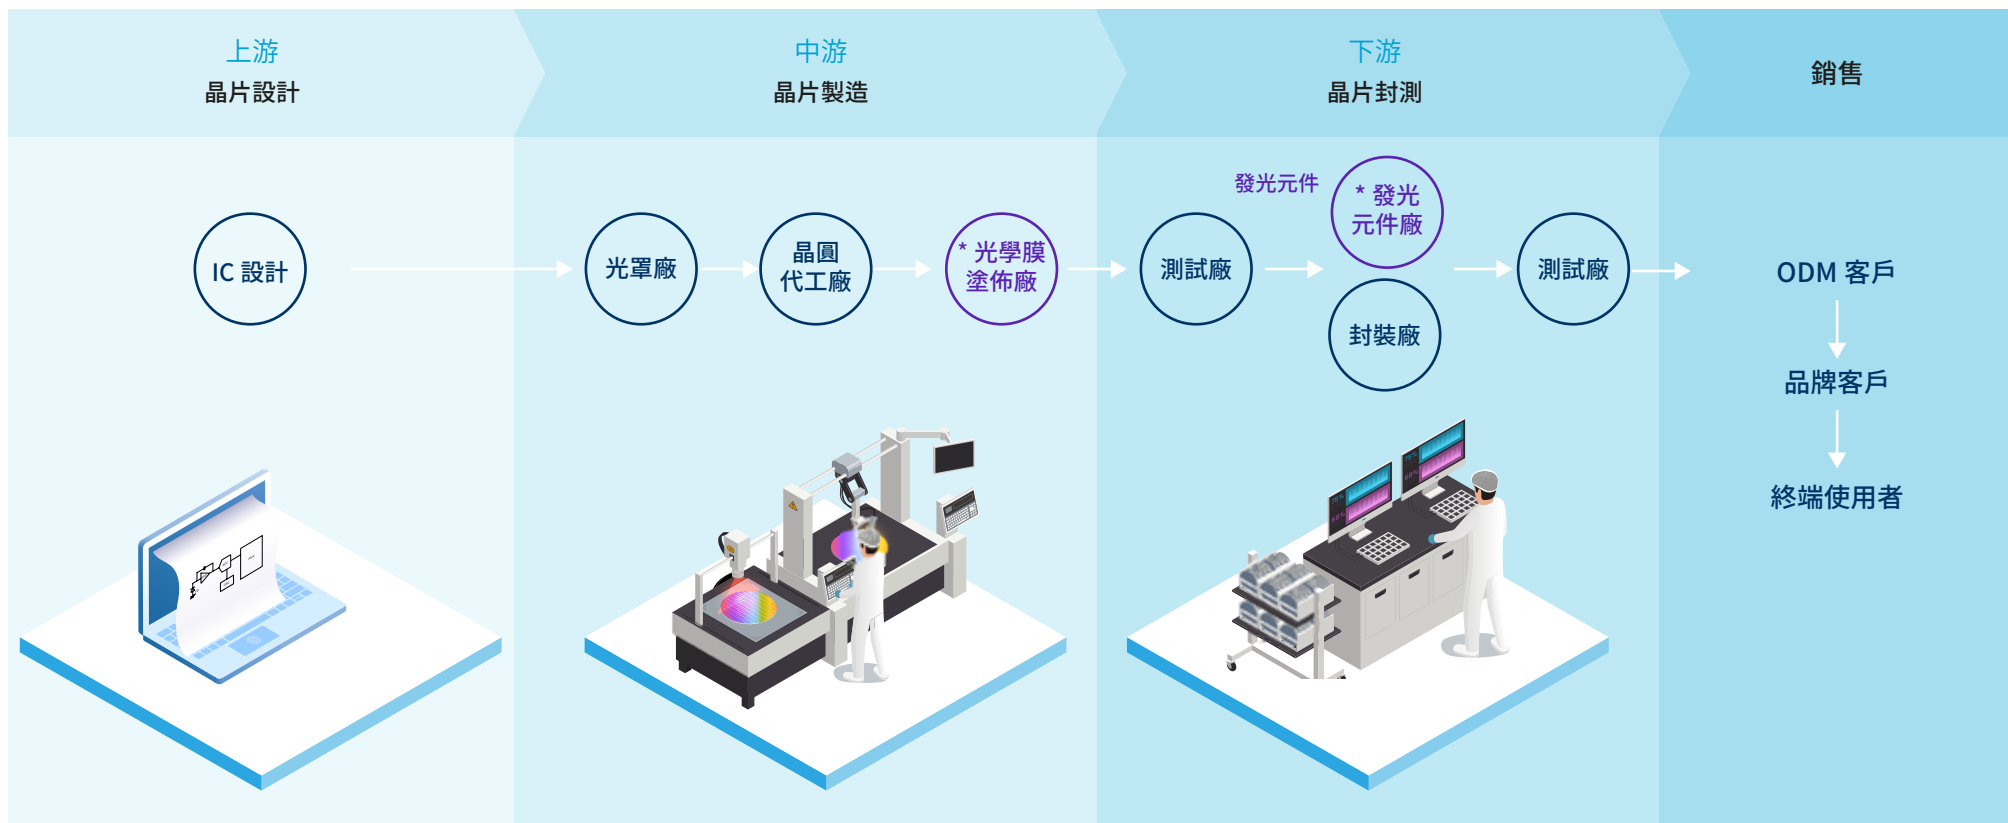 上游
晶片設計
中游
晶片製造
下游
晶片封測
銷售
IC 設計
光罩廠
晶圓
代工廠
* 光學膜
塗佈廠
測試廠
發光元件
* 發光
元件廠
封裝廠
測試廠
ODM 客戶
品牌客戶
終端使用者